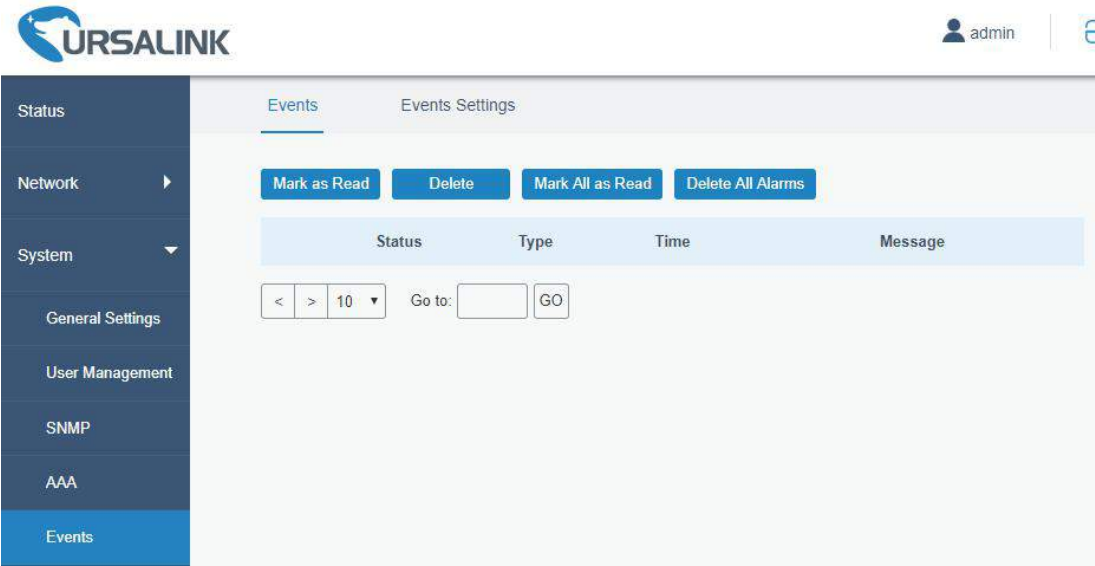 URSALINK
admin
Status
Network
System
General Settings
User Management
SNMP
AAA
Events
Events Events Settings
Mark as Read Delete Mark All as Read Delete All Alarms
Status Type Time Message
< > 10 Go to: GO